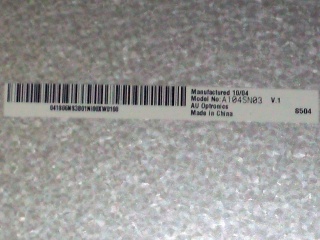 Manufactured 10/04
Model No: A104SN03 V.1
AU Optronics
Made in China
6504